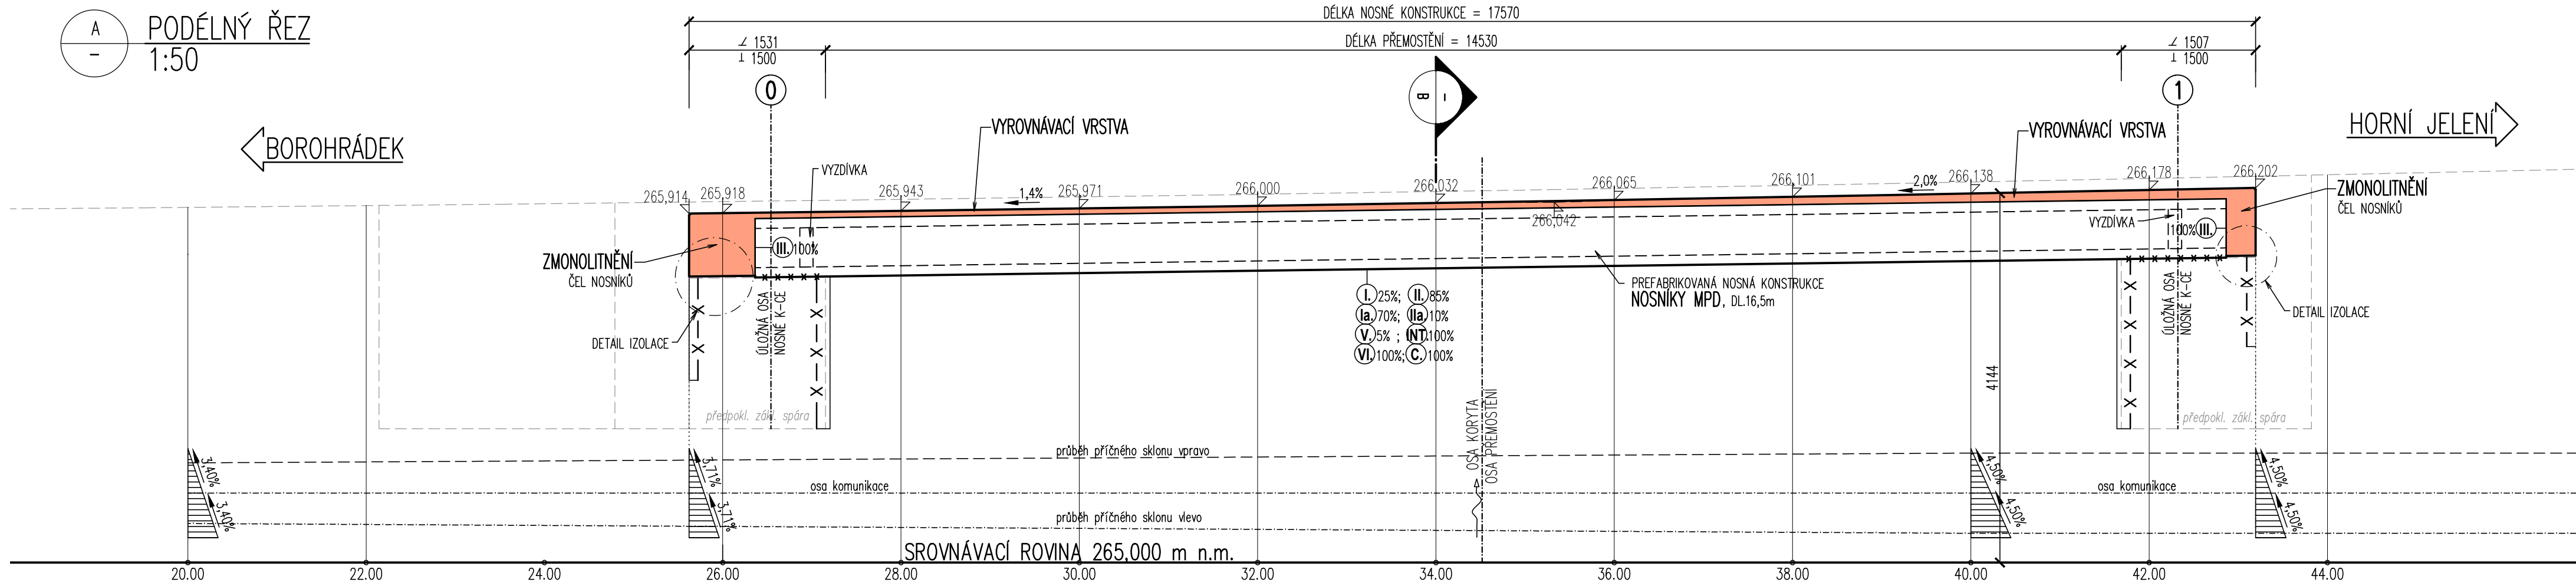 A
–
PODÉLNÝ ŘEZ
1:50
DÉLKA NOSNÉ KONSTRUKCE = 17570
1531
1500
DÉLKA PŘEMOSTĚNÍ = 14530
1507
1500
0
B
–
1
BOROHRÁDEK
HORNÍ JELENÍ
VYROVNÁVACÍ VRSTVA
VYROVNÁVACÍ VRSTVA
VYZDÍVKA
265,914
265,918
265,943
1,4%
265,971
266,000
266,032
266,065
266,101
2,0%
266,138
266,178
266,202
266,042
ZMONOLITNĚNÍ
ČEL NOSNÍKŮ
VYZDÍVKA
III. 100%
100% III.
ZMONOLITNĚNÍ
ČEL NOSNÍKŮ
PREFABRIKOVANÁ NOSNÁ KONSTRUKCE
NOSNÍKY MPD, DL.16,5m
I. 25%; II. 85%
Ia. 70%; IIa. 10%
V. 5% ; INT. 100%
VI. 100%; C. 100%
DETAIL IZOLACE
DETAIL IZOLACE
ÚLOŽNÁ OSA
NOSNÉ K-CE
ÚLOŽNÁ OSA
NOSNÉ K-CE
4144
OSA KORYTA
OSA PŘEMOSTĚNÍ
předpokl. zákl. spára
předpokl. zákl. spára
průběh příčného sklonu vpravo
osa komunikace
osa komunikace
průběh příčného sklonu vlevo
3,40%
3,40%
3,71%
3,71%
4,50%
4,50%
4,50%
4,50%
SROVNÁVACÍ ROVINA 265,000 m n.m.
20.00
22.00
24.00
26.00
28.00
30.00
32.00
34.00
36.00
38.00
40.00
42.00
44.00